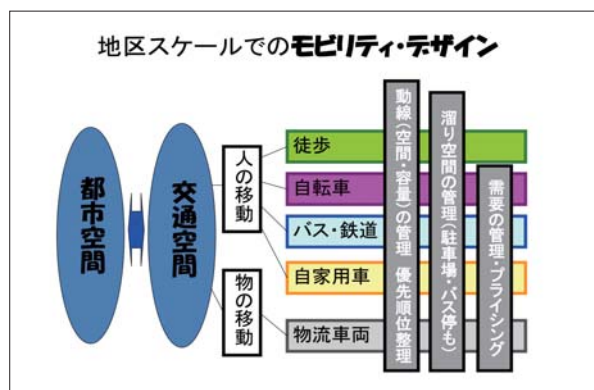 地区スケールでのモビリティ・デザイン
都市空間
交通空間
人の移動
物の移動
徒歩
自転車
バス・鉄道
自家用車
物流車両
動線(空間・容量)の管理 優先順位整理
溜り空間の管理(駐車場・バス停も)
需要の管理・プライシング